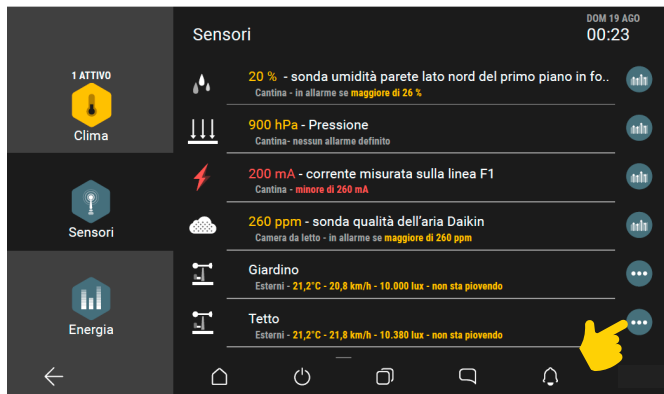 DOM 19 AGO
Sensori
00:23
1 ATTIVO
Clima
Sensori
Energia
20 % - sonda umidità parete lato nord del primo piano in fo..
Cantina - in allarme se maggiore di 26 %
900 hPa - Pressione
Cantina- nessun allarme definito
200 mA - corrente misurata sulla linea F1
Cantina - minore di 260 mA
260 ppm - sonda qualità dell'aria Daikin
Camera da letto - in allarme se maggiore di 260 ppm
Giardino
Esterni - 21,2°C - 20,8 km/h - 10.000 lux - non sta piovendo
Tetto
Esterni - 21,2°C - 21,8 km/h - 10.380 lux - non sta piovendo